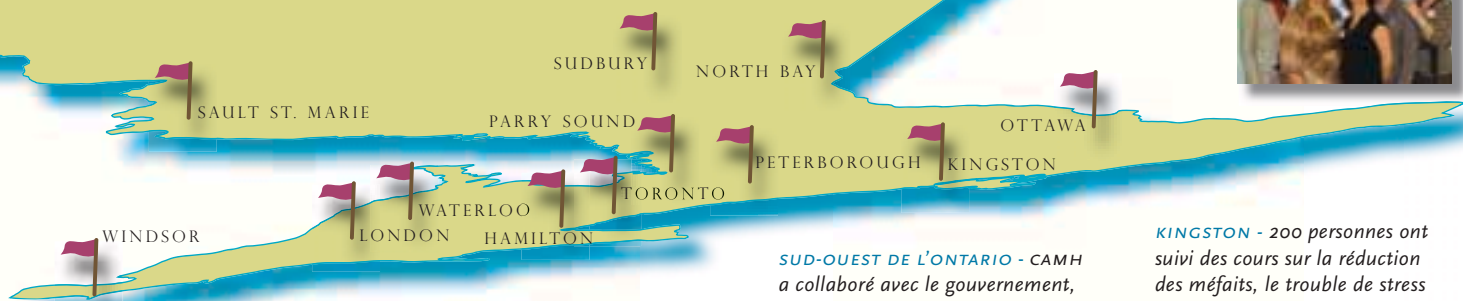 SUDBURY
NORTH BAY
SAULT ST. MARIE
PARRY SOUND
OTTAWA
PETERBOROUGH
KINGSTON
TORONTO
WATERLOO
WINDSOR
LONDON
HAMILTON
SUD-OUEST DE L'ONTARIO - CAMH
a collaboré avec le gouvernement,
KINGSTON - 200 personnes ont
suivi des cours sur la réduction
des méfaits, le trouble de stress